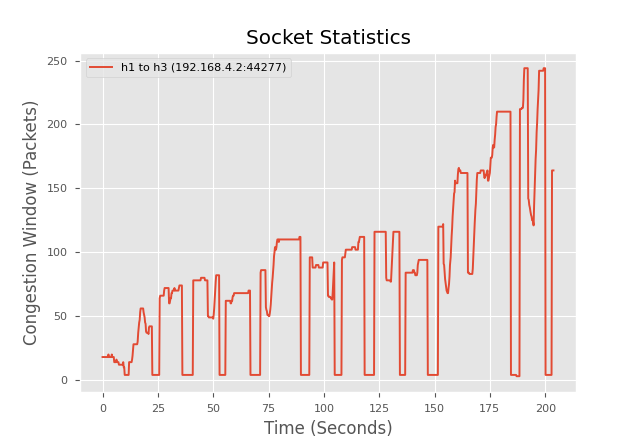 Socket Statistics
h1 to h3 (192.168.4.2:44277)
250
200
150
100
50
0
Congestion Window (Packets)
0 25 50 75 100 125 150 175 200
Time (Seconds)